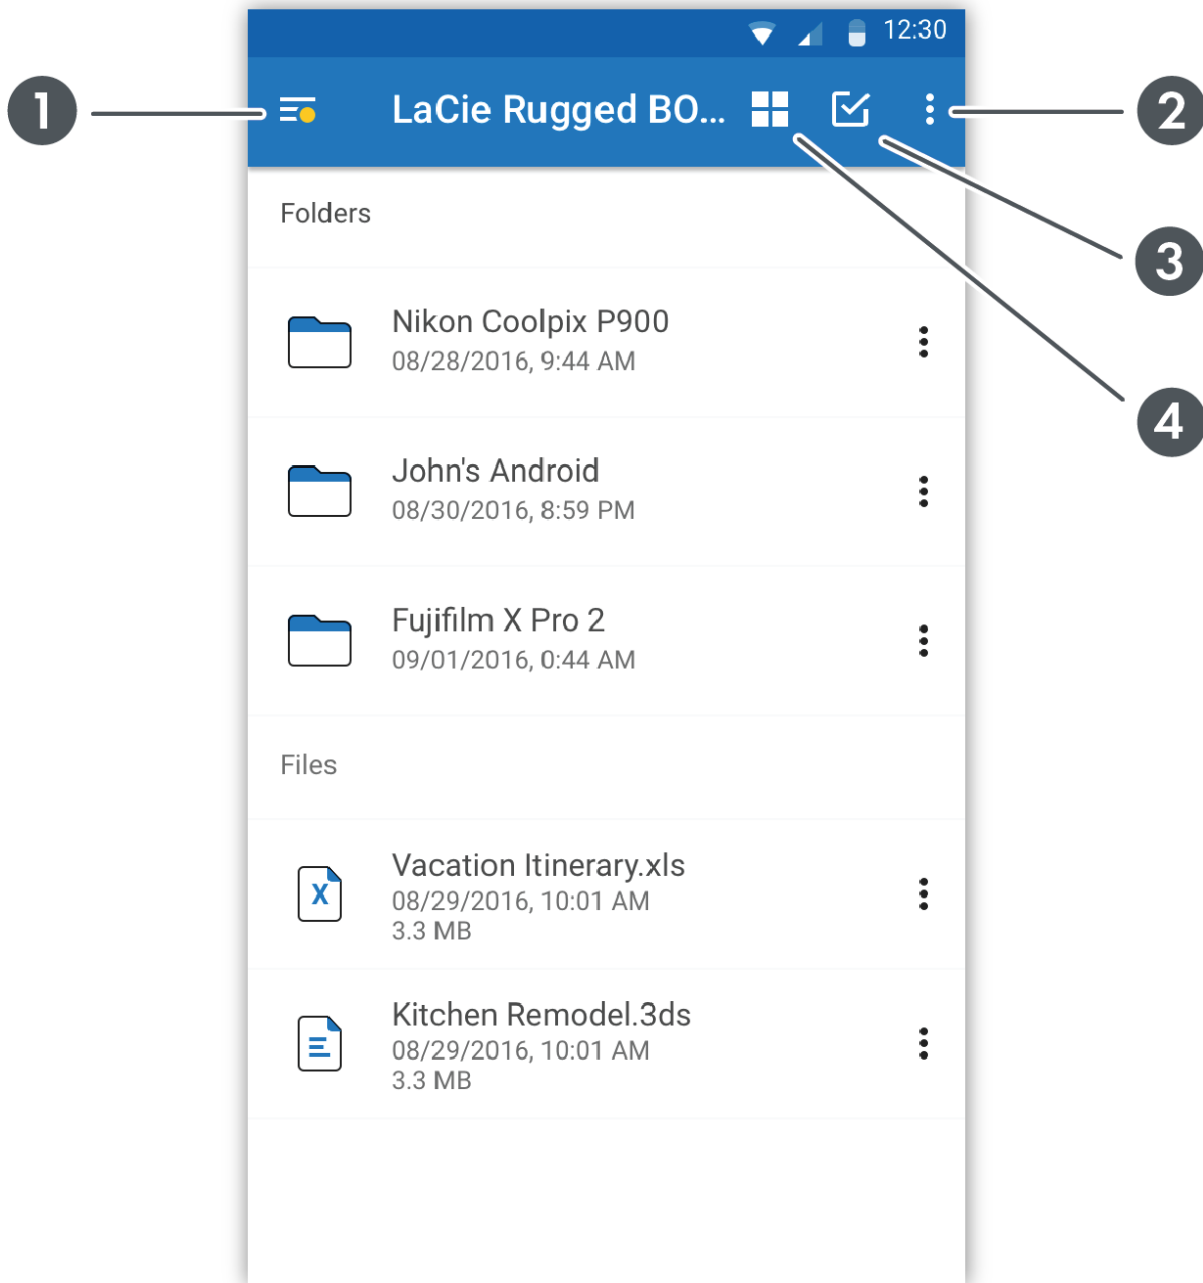 12:30
1
LaCie Rugged BO...
2
Folders
3
Nikon Coolpix P900
08/28/2016, 9:44 AM
4
John's Android
08/30/2016, 8:59 PM
Fujifilm X Pro 2
09/01/2016, 0:44 AM
Files
X
Vacation Itinerary.xls
08/29/2016, 10:01 AM
3.3 MB
Kitchen Remodel.3ds
08/29/2016, 10:01 AM
3.3 MB